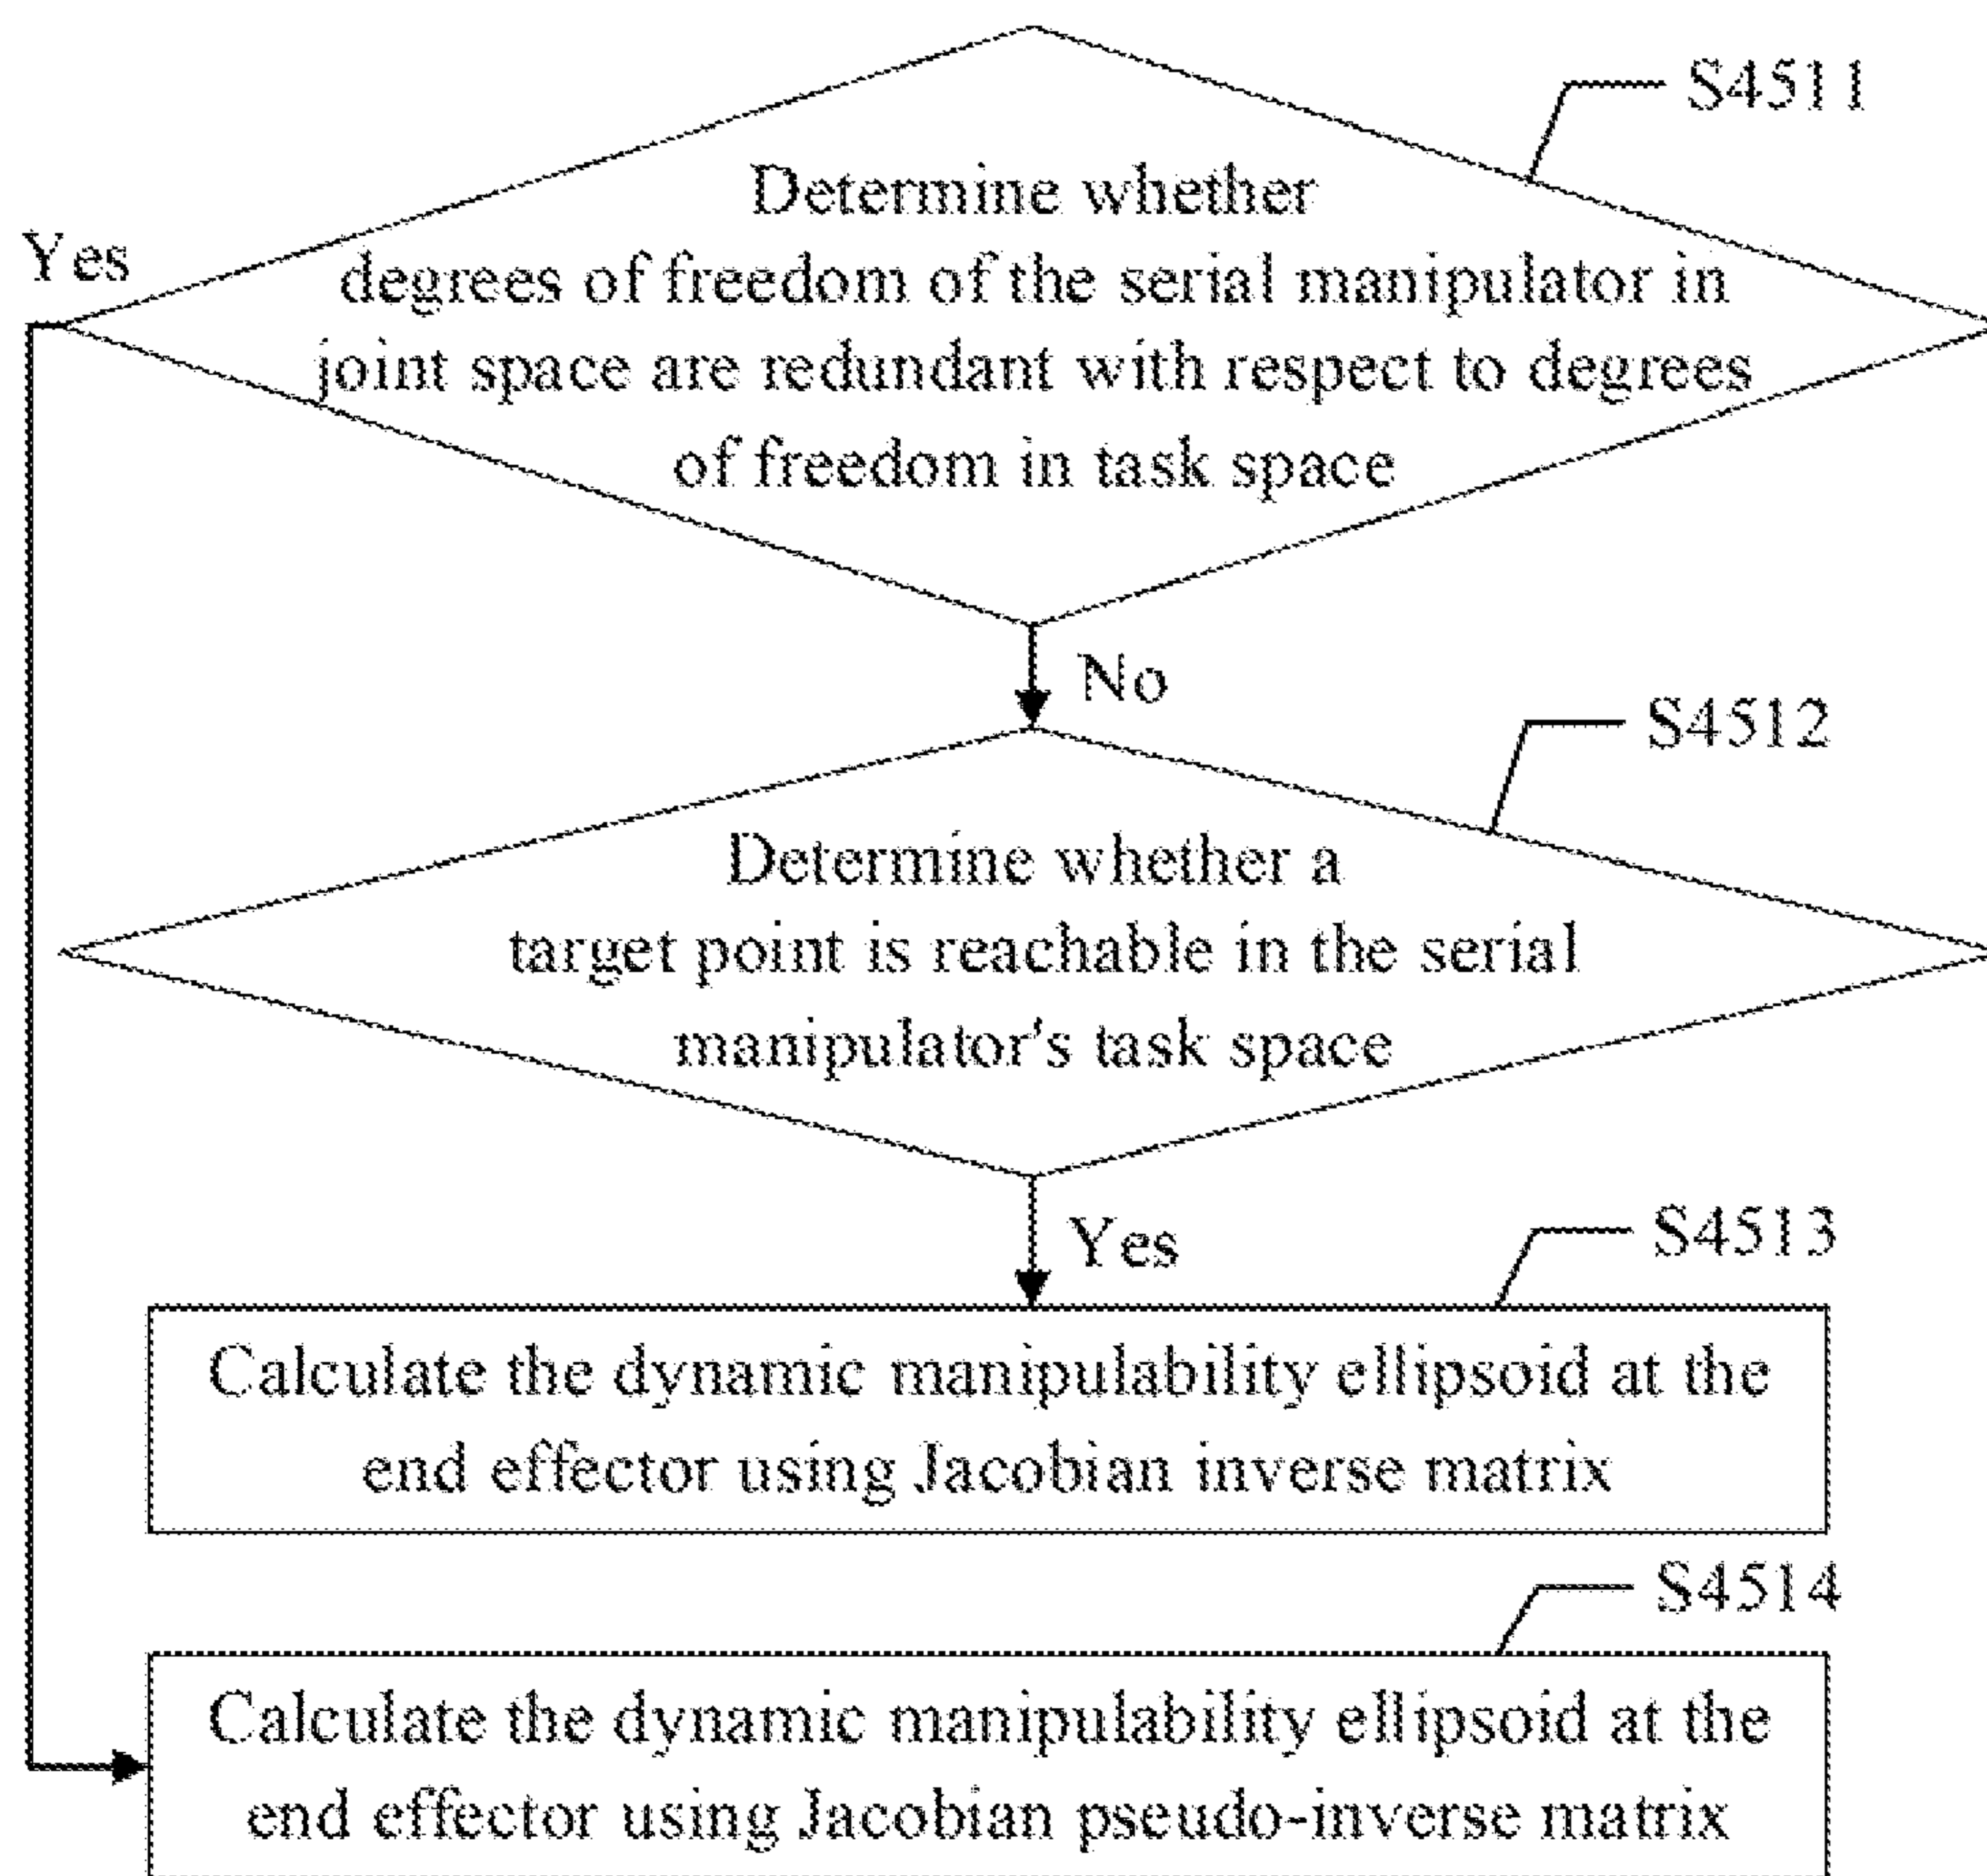 S4511
Determine whether
Yes
degrees of freedom of the serial manipulator in
joint space are redundant with respect to degrees
of freedom in task space
No
S4512
Determine whether a
target point is reachable in the serial
manipulator's task space
Yes
S4513
Calculate the dynamic manipulability ellipsoid at the
end effector using Jacobian inverse matrix
S4514
Calculate the dynamic manipulability ellipsoid at the
end effector using Jacobian pseudo-inverse matrix